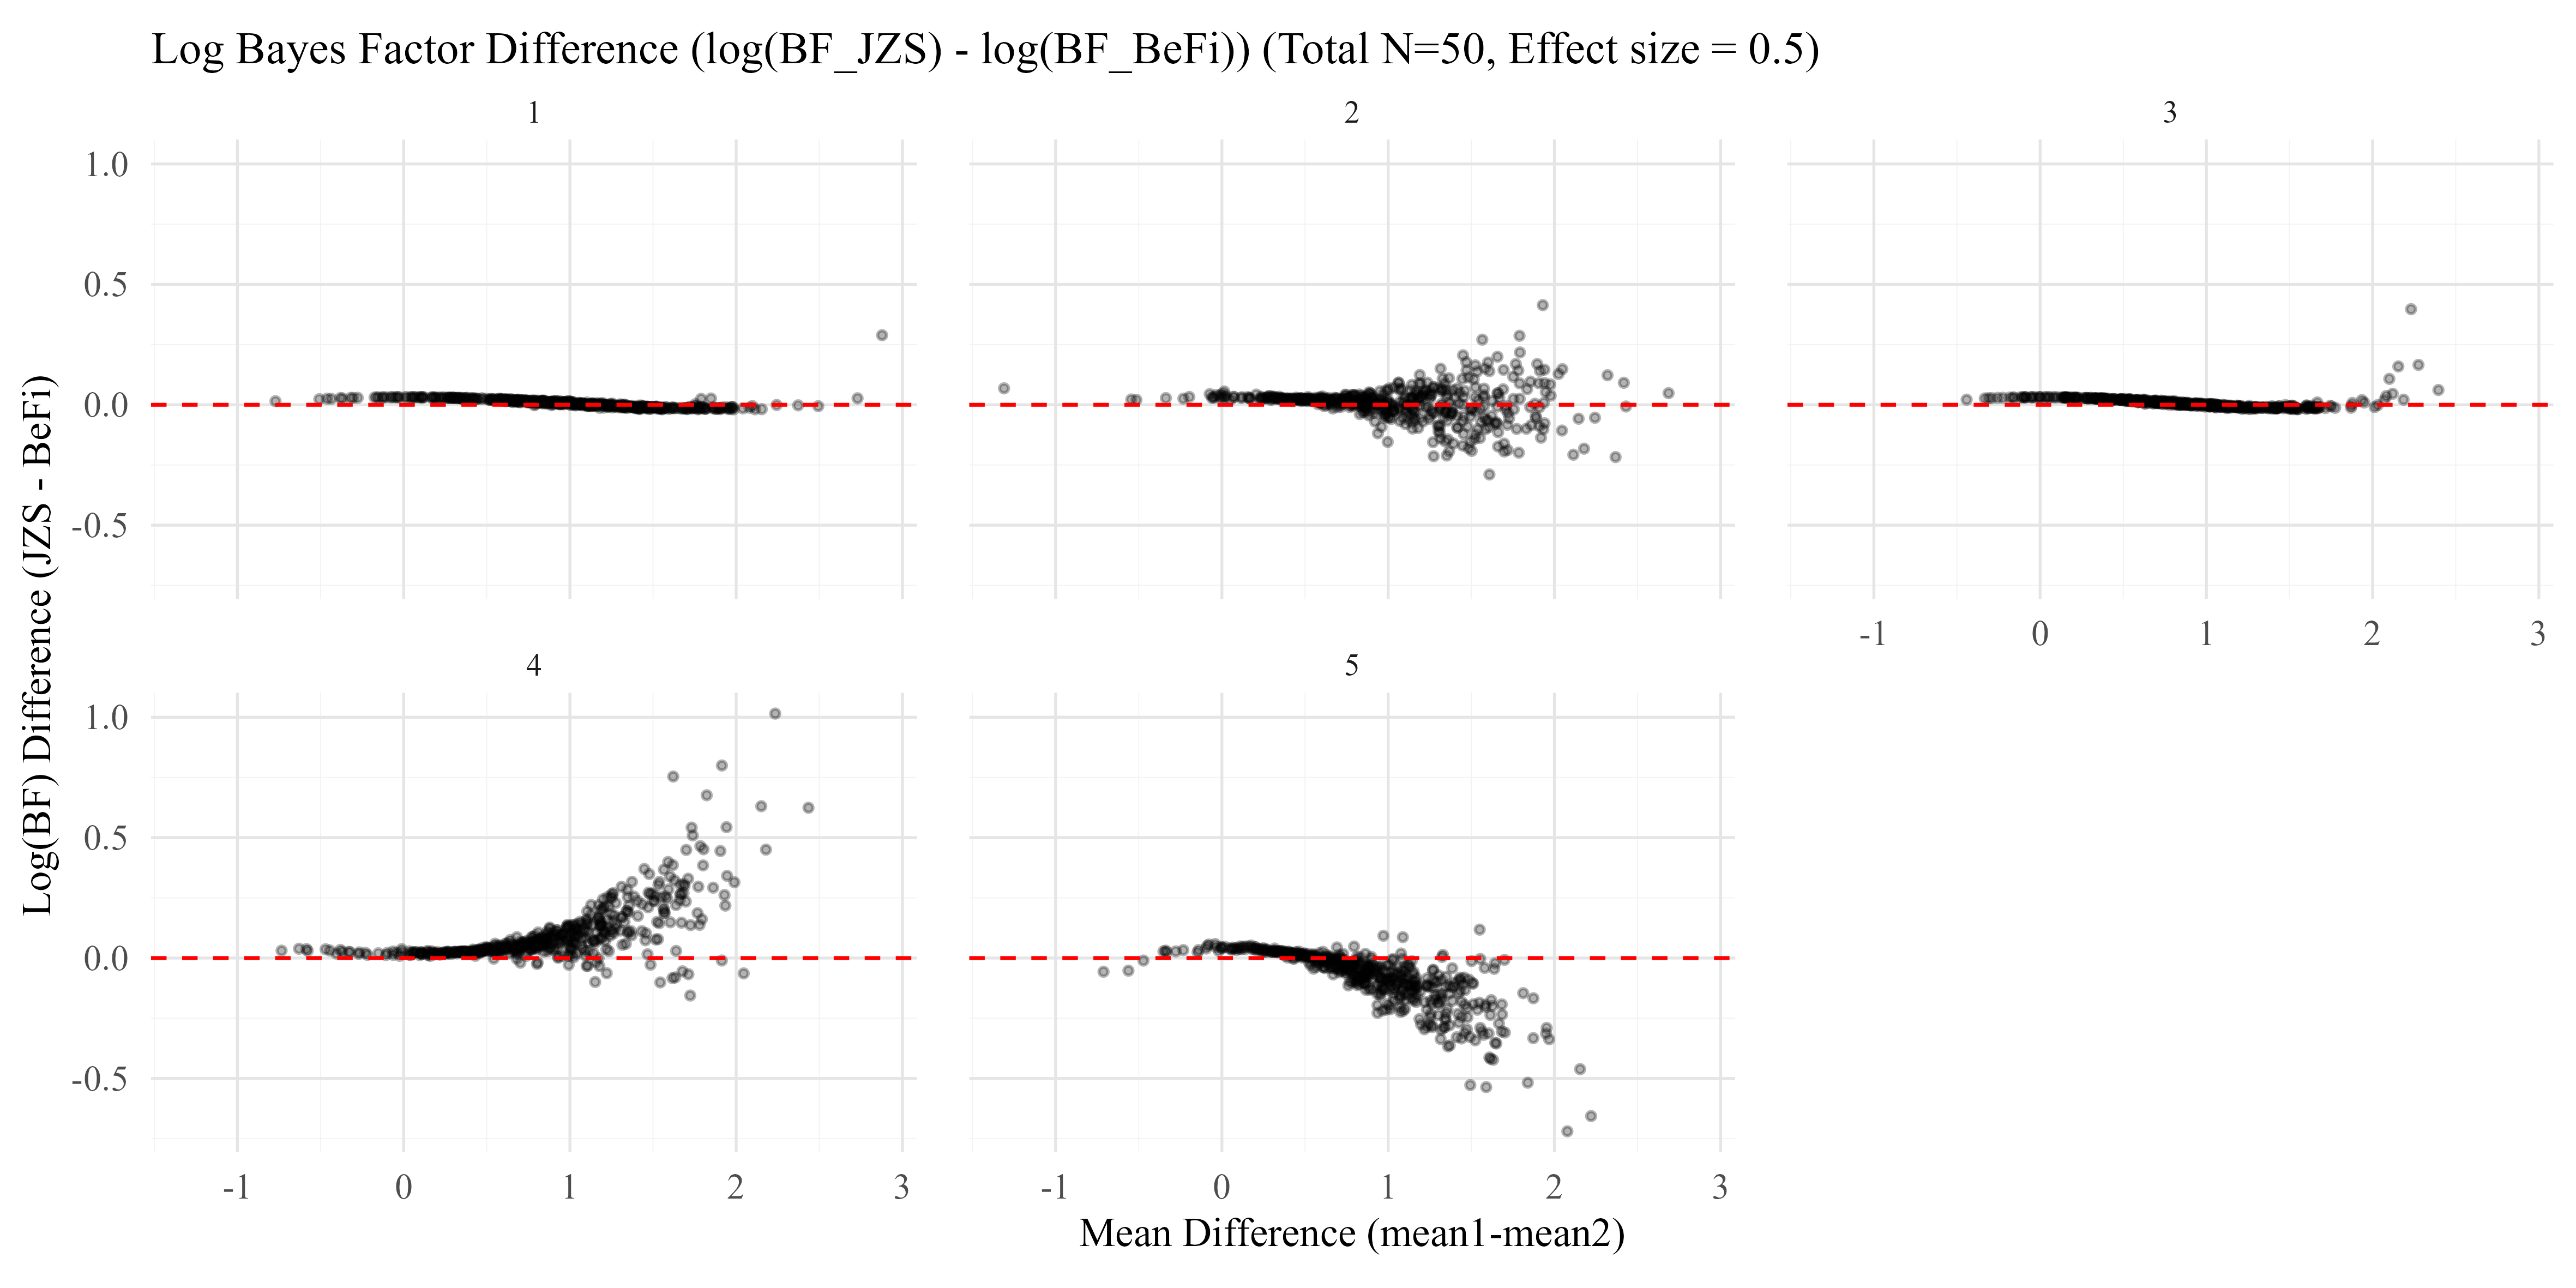 Log Bayes Factor Difference (log(BF_JZS) - log(BF_BeFi)) (Total N=50, Effect size = 0.5)
Log(BF) Difference (JZS - BeFi)
1
2
3
1.0
0.5
0.0
-0.5
-1 0 1 2 3
4
5
1.0
0.5
0.0
-0.5
-1 0 1 2 3
-1 0 1 2 3
Mean Difference (mean1-mean2)